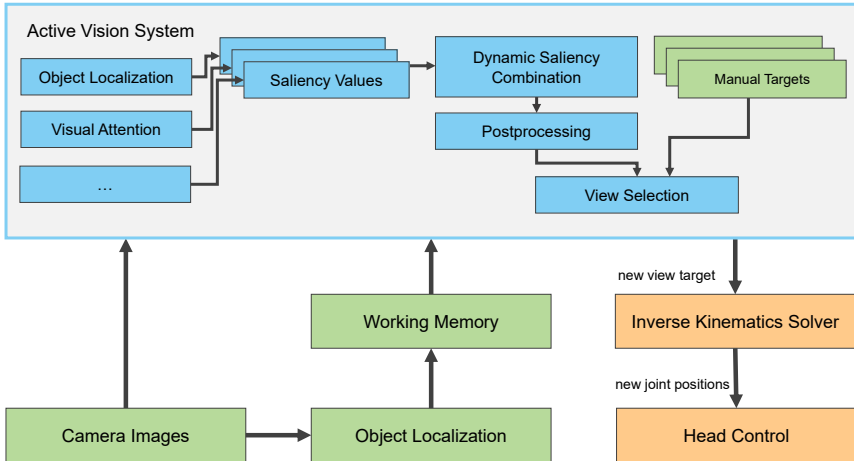 Active Vision System
Object Localization
Visual Attention
...
Saliency Values
Dynamic Saliency
Combination
Postprocessing
Manual Targets
View Selection
new view target
Working Memory
Inverse Kinematics Solver
new joint positions
Camera Images
Object Localization
Head Control